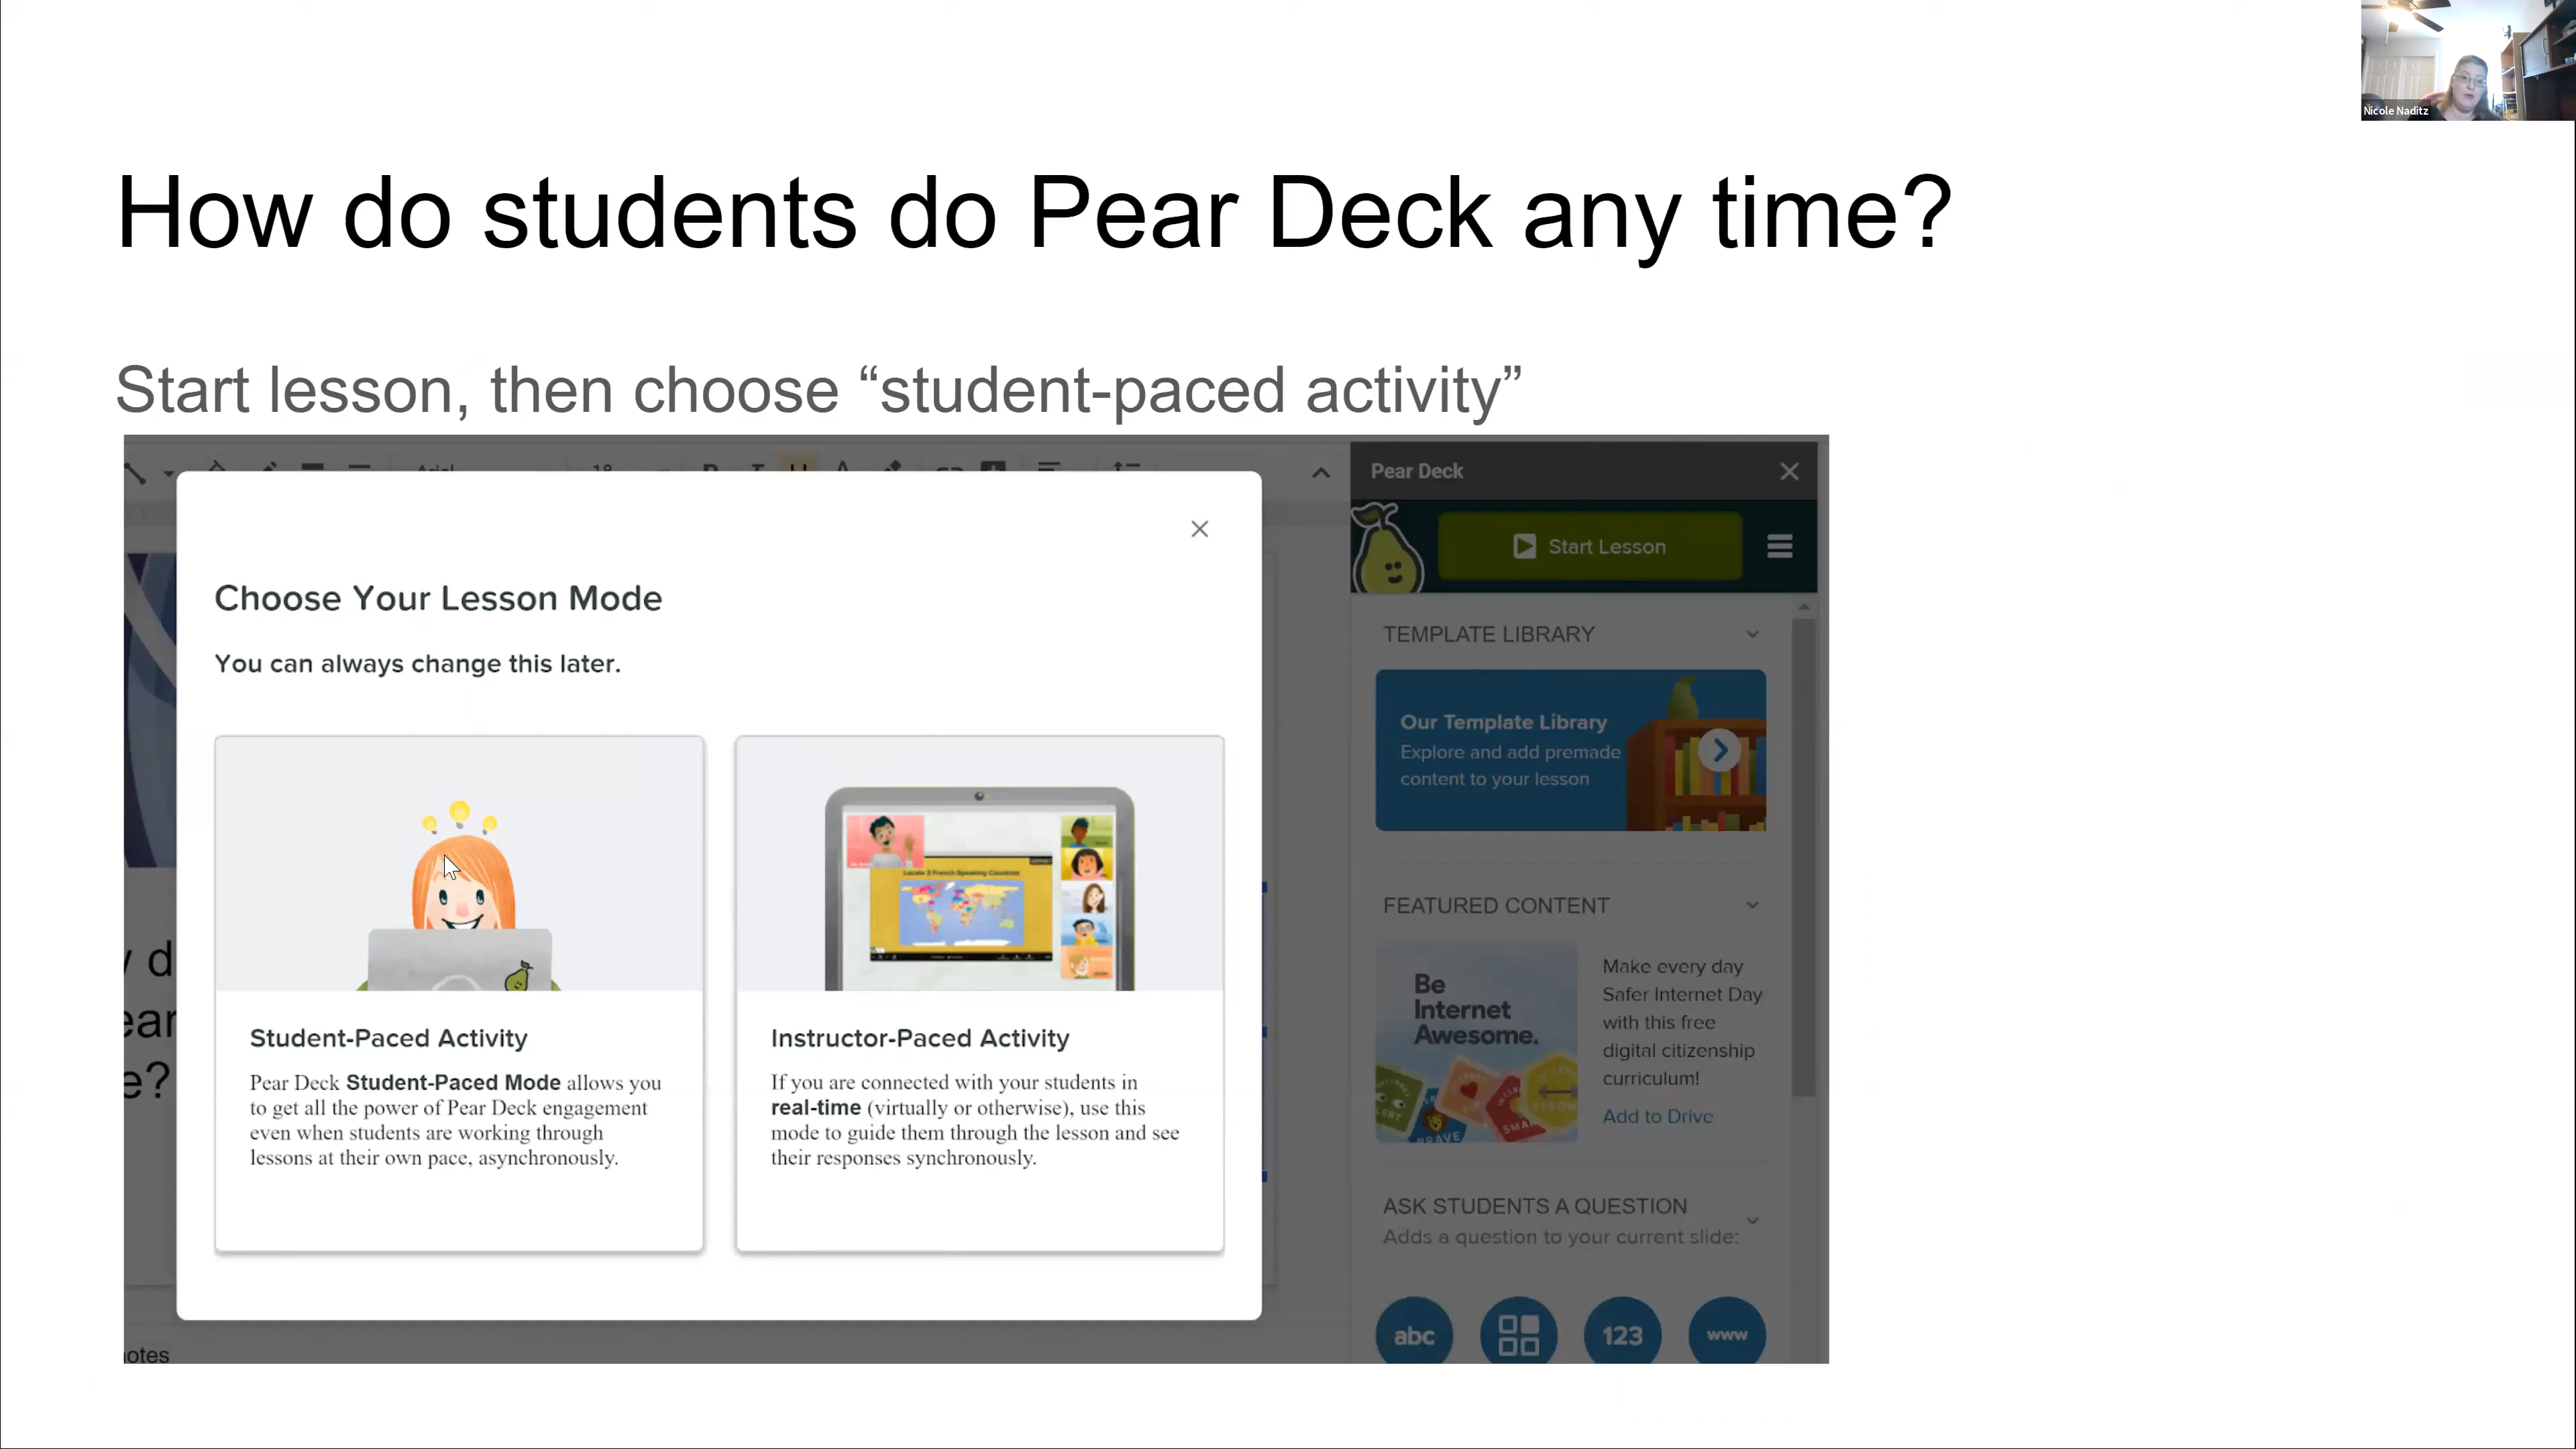 Nicole Naditz
How do students do Pear Deck any time?
Start lesson, then choose “student-paced activity”
Choose Your Lesson Mode
You can always change this later.
Student-Paced Activity
Pear Deck Student-Paced Mode allows you
to get all the power of Pear Deck engagement
even when students are working through
lessons at their own pace, asynchronously.
Locate 3 French-Speaking Countries
Instructor-Paced Activity
If you are connected with your students in
real-time (virtually or otherwise), use this
mode to guide them through the lesson and see
their responses synchronously.
Pear Deck
Start Lesson
TEMPLATE LIBRARY
Our Template Library
Explore and add premade
content to your lesson
FEATURED CONTENT
Be
Internet
Awesome.
BRAVE
Make every day
Safer Internet Day
with this free
digital citizenship
curriculum!
Add to Drive
ASK STUDENTS A QUESTION
Adds a question to your current slide:
abc
123
www